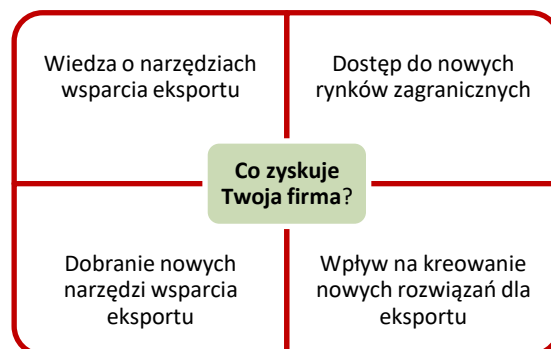 Wiedza o narzędziach
wsparcia eksportu
Dostęp do nowych
rynków zagranicznych
Co zyskuje
Twoja firma?
Dobranie nowych
narzędzi wsparcia
eksportu
Wpływ na kreowanie
nowych rozwiązań dla
eksportu